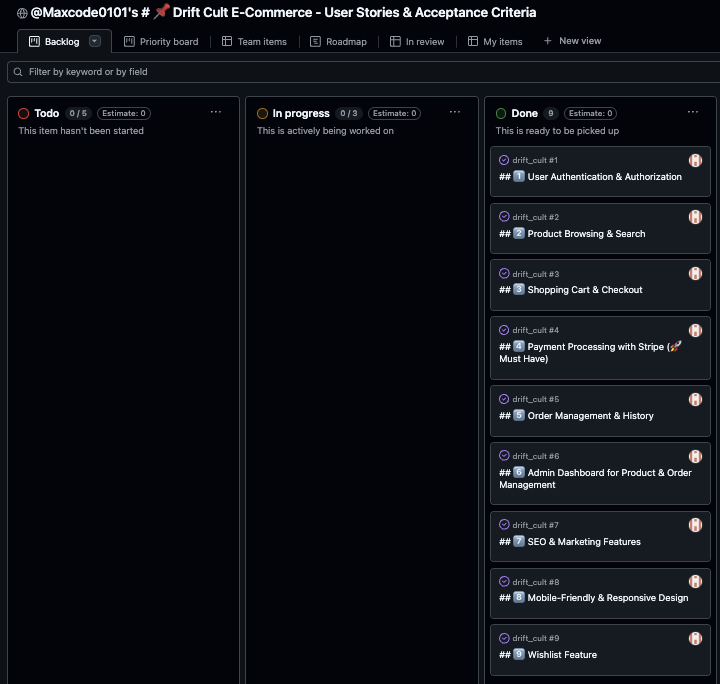 @Maxcode0101's # 📌 Drift Cult E-Commerce - User Stories & Acceptance Criteria
Backlog
Priority board
Team items
Roadmap
In review
My items
+ New view
Filter by keyword or by field
Todo 0 / 5 Estimate: 0 ...
This item hasn't been started
In progress 0 / 3 Estimate: 0 ...
This is actively being worked on
Done 9 Estimate: 0 ...
This is ready to be picked up
drift_cult #1
## 1️⃣ User Authentication & Authorization
drift_cult #2
## 2️⃣ Product Browsing & Search
drift_cult #3
## 3️⃣ Shopping Cart & Checkout
drift_cult #4
## 4️⃣ Payment Processing with Stripe (🚀
Must Have)
drift_cult #5
## 5️⃣ Order Management & History
drift_cult #6
## 6️⃣ Admin Dashboard for Product & Order
Management
drift_cult #7
## 7️⃣ SEO & Marketing Features
drift_cult #8
## 8️⃣ Mobile-Friendly & Responsive Design
drift_cult #9
## 9️⃣ Wishlist Feature